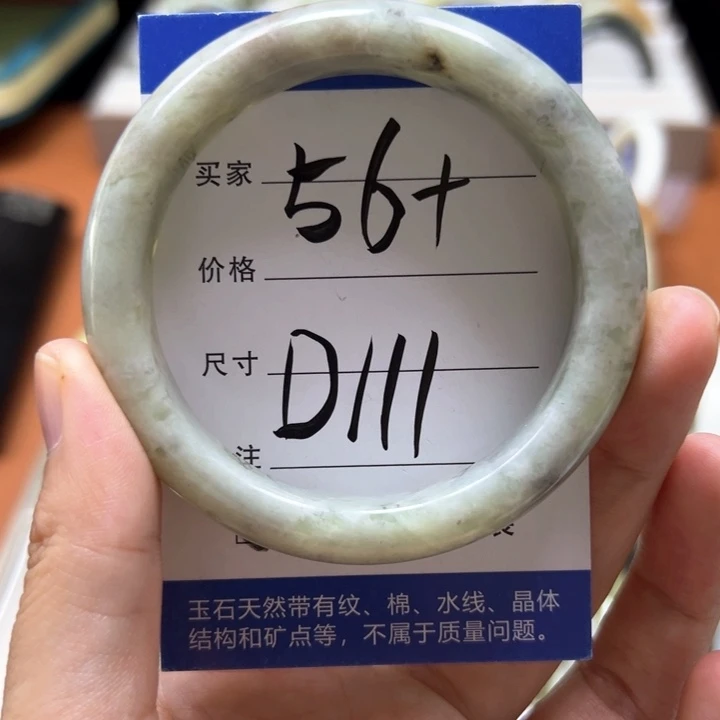 买家 56+
价格
尺寸 D111
注
玉石天然带有纹、棉、水线、晶体
结构和矿点等，不属于质量问题。